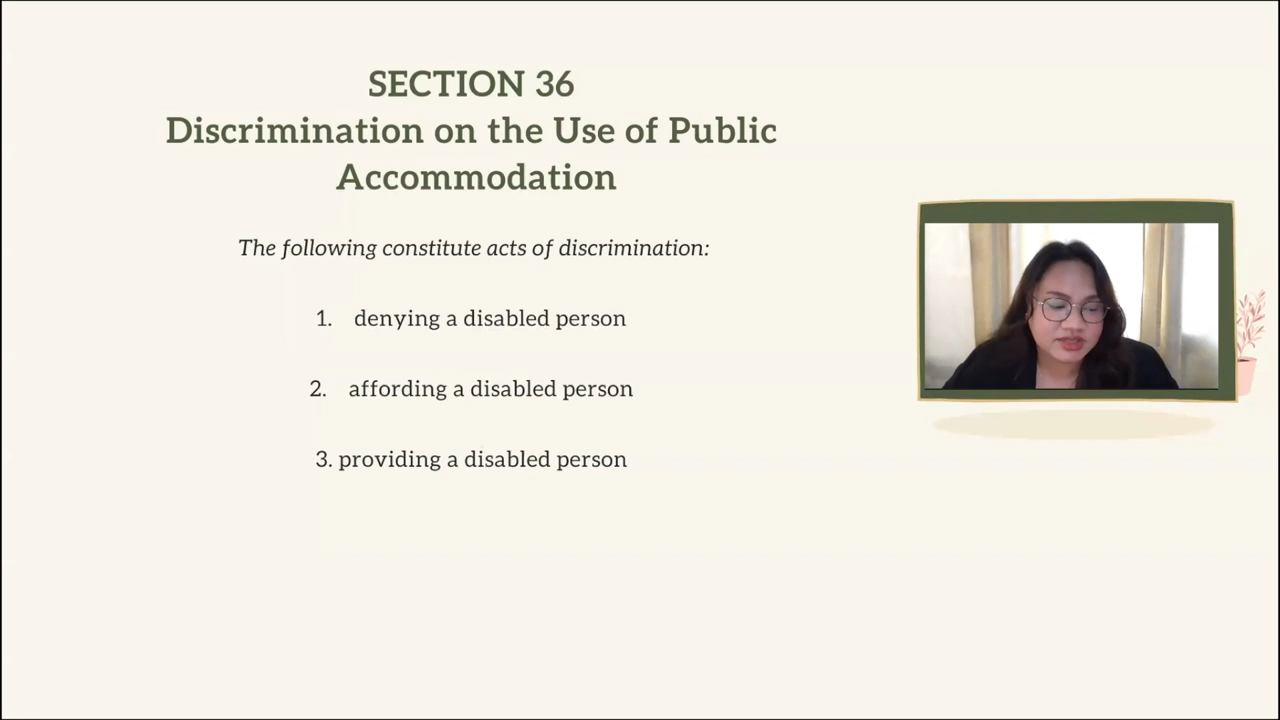 SECTION 36
Discrimination on the Use of Public
Accommodation
The following constitute acts of discrimination:
1. denying a disabled person
2. affording a disabled person
3. providing a disabled person